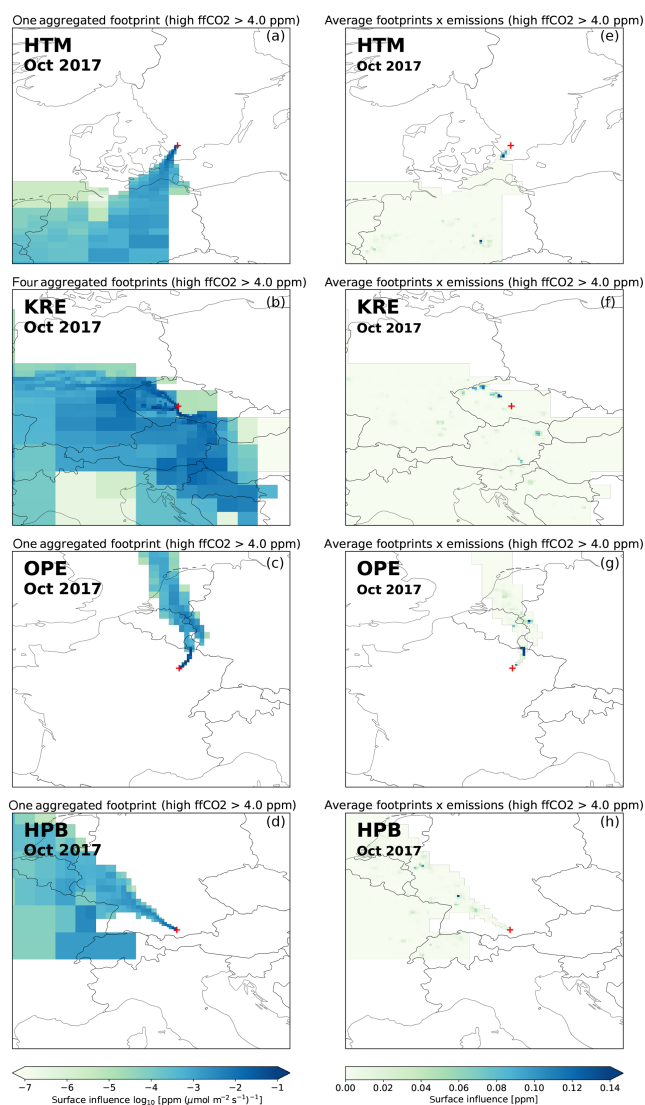 One aggregated footprint (high ffCO2 > 4.0 ppm)
Average footprints x emissions (high ffCO2 > 4.0 ppm)
HTM
Oct 2017
(a)
HTM
Oct 2017
(e)
Four aggregated footprints (high ffCO2 > 4.0 ppm)
Average footprints x emissions (high ffCO2 > 4.0 ppm)
KRE
Oct 2017
(b)
KRE
Oct 2017
(f)
One aggregated footprint (high ffCO2 > 4.0 ppm)
Average footprints x emissions (high ffCO2 > 4.0 ppm)
OPE
Oct 2017
(c)
OPE
Oct 2017
(g)
One aggregated footprint (high ffCO2 > 4.0 ppm)
Average footprints x emissions (high ffCO2 > 4.0 ppm)
HPB
Oct 2017
(d)
HPB
Oct 2017
(h)
−7 −6 −5 −4 −3 −2 −1
Surface influence log₁₀ [ppm (μmol m⁻² s⁻¹)⁻¹]
0.00 0.02 0.04 0.06 0.08 0.10 0.12 0.14
Surface influence [ppm]